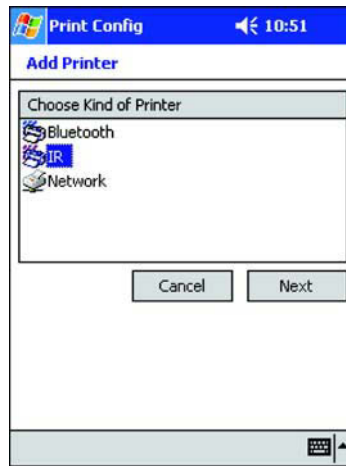 Print Config 10:51
Add Printer
Choose Kind of Printer
Bluetooth
IR
Network
Cancel Next